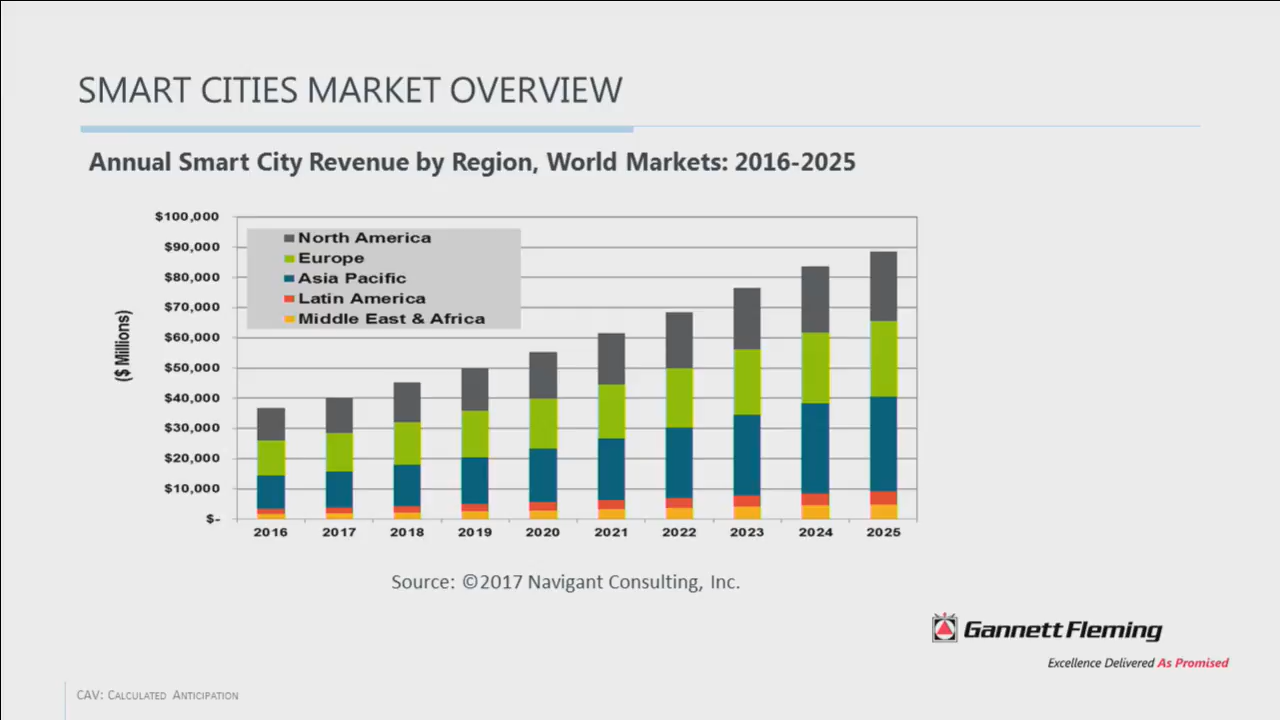 SMART CITIES MARKET OVERVIEW
Annual Smart City Revenue by Region, World Markets: 2016-2025
($ Millions)
$100,000
$90,000
$80,000
$70,000
$60,000
$50,000
$40,000
$30,000
$20,000
$10,000
$-
North America
Europe
Asia Pacific
Latin America
Middle East & Africa
2016 2017 2018 2019 2020 2021 2022 2023 2024 2025
Source: ©2017 Navigant Consulting, Inc.
Gannett Fleming
Excellence Delivered As Promised
CAV: CALCULATED ANTICIPATION